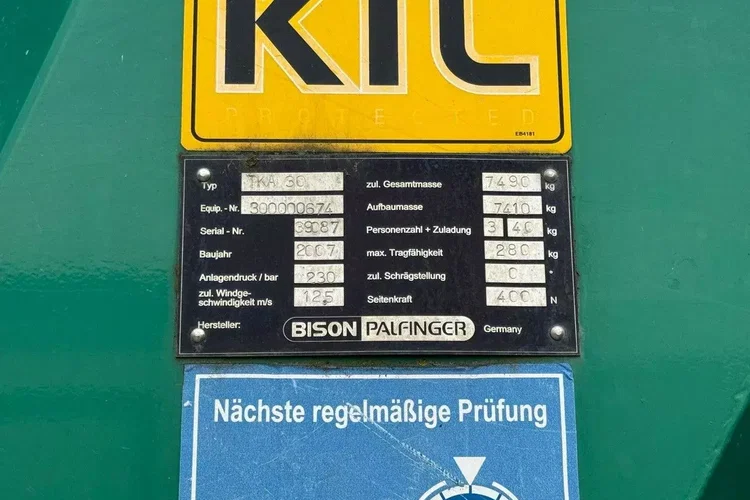 KTL
PROTECTED
EB4181
Typ TKA 30 zul. Gesamtmasse 7490 kg
Equip. - Nr. 300000674 Aufbaumasse 7410 kg
Serial - Nr. 3987 Personenzahl + Zuladung 3 40 kg
Baujahr 2007 max. Tragfähigkeit 280 kg
Anlagendruck / bar 230 zul. Schrägstellung 0 °
zul. Windge-
schwindigkeit m/s 12,5 Seitenkraft 400 N
Hersteller: BISON PALFINGER Germany
Nächste regelmäßige Prüfung